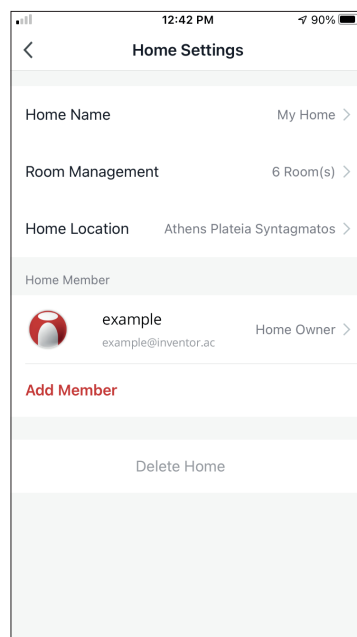 12:42 PM 90%
Home Settings
Home Name My Home
Room Management 6 Room(s)
Home Location Athens Plateia Syntagmatos
Home Member
example
example@inventor.ac
Home Owner
Add Member
Delete Home